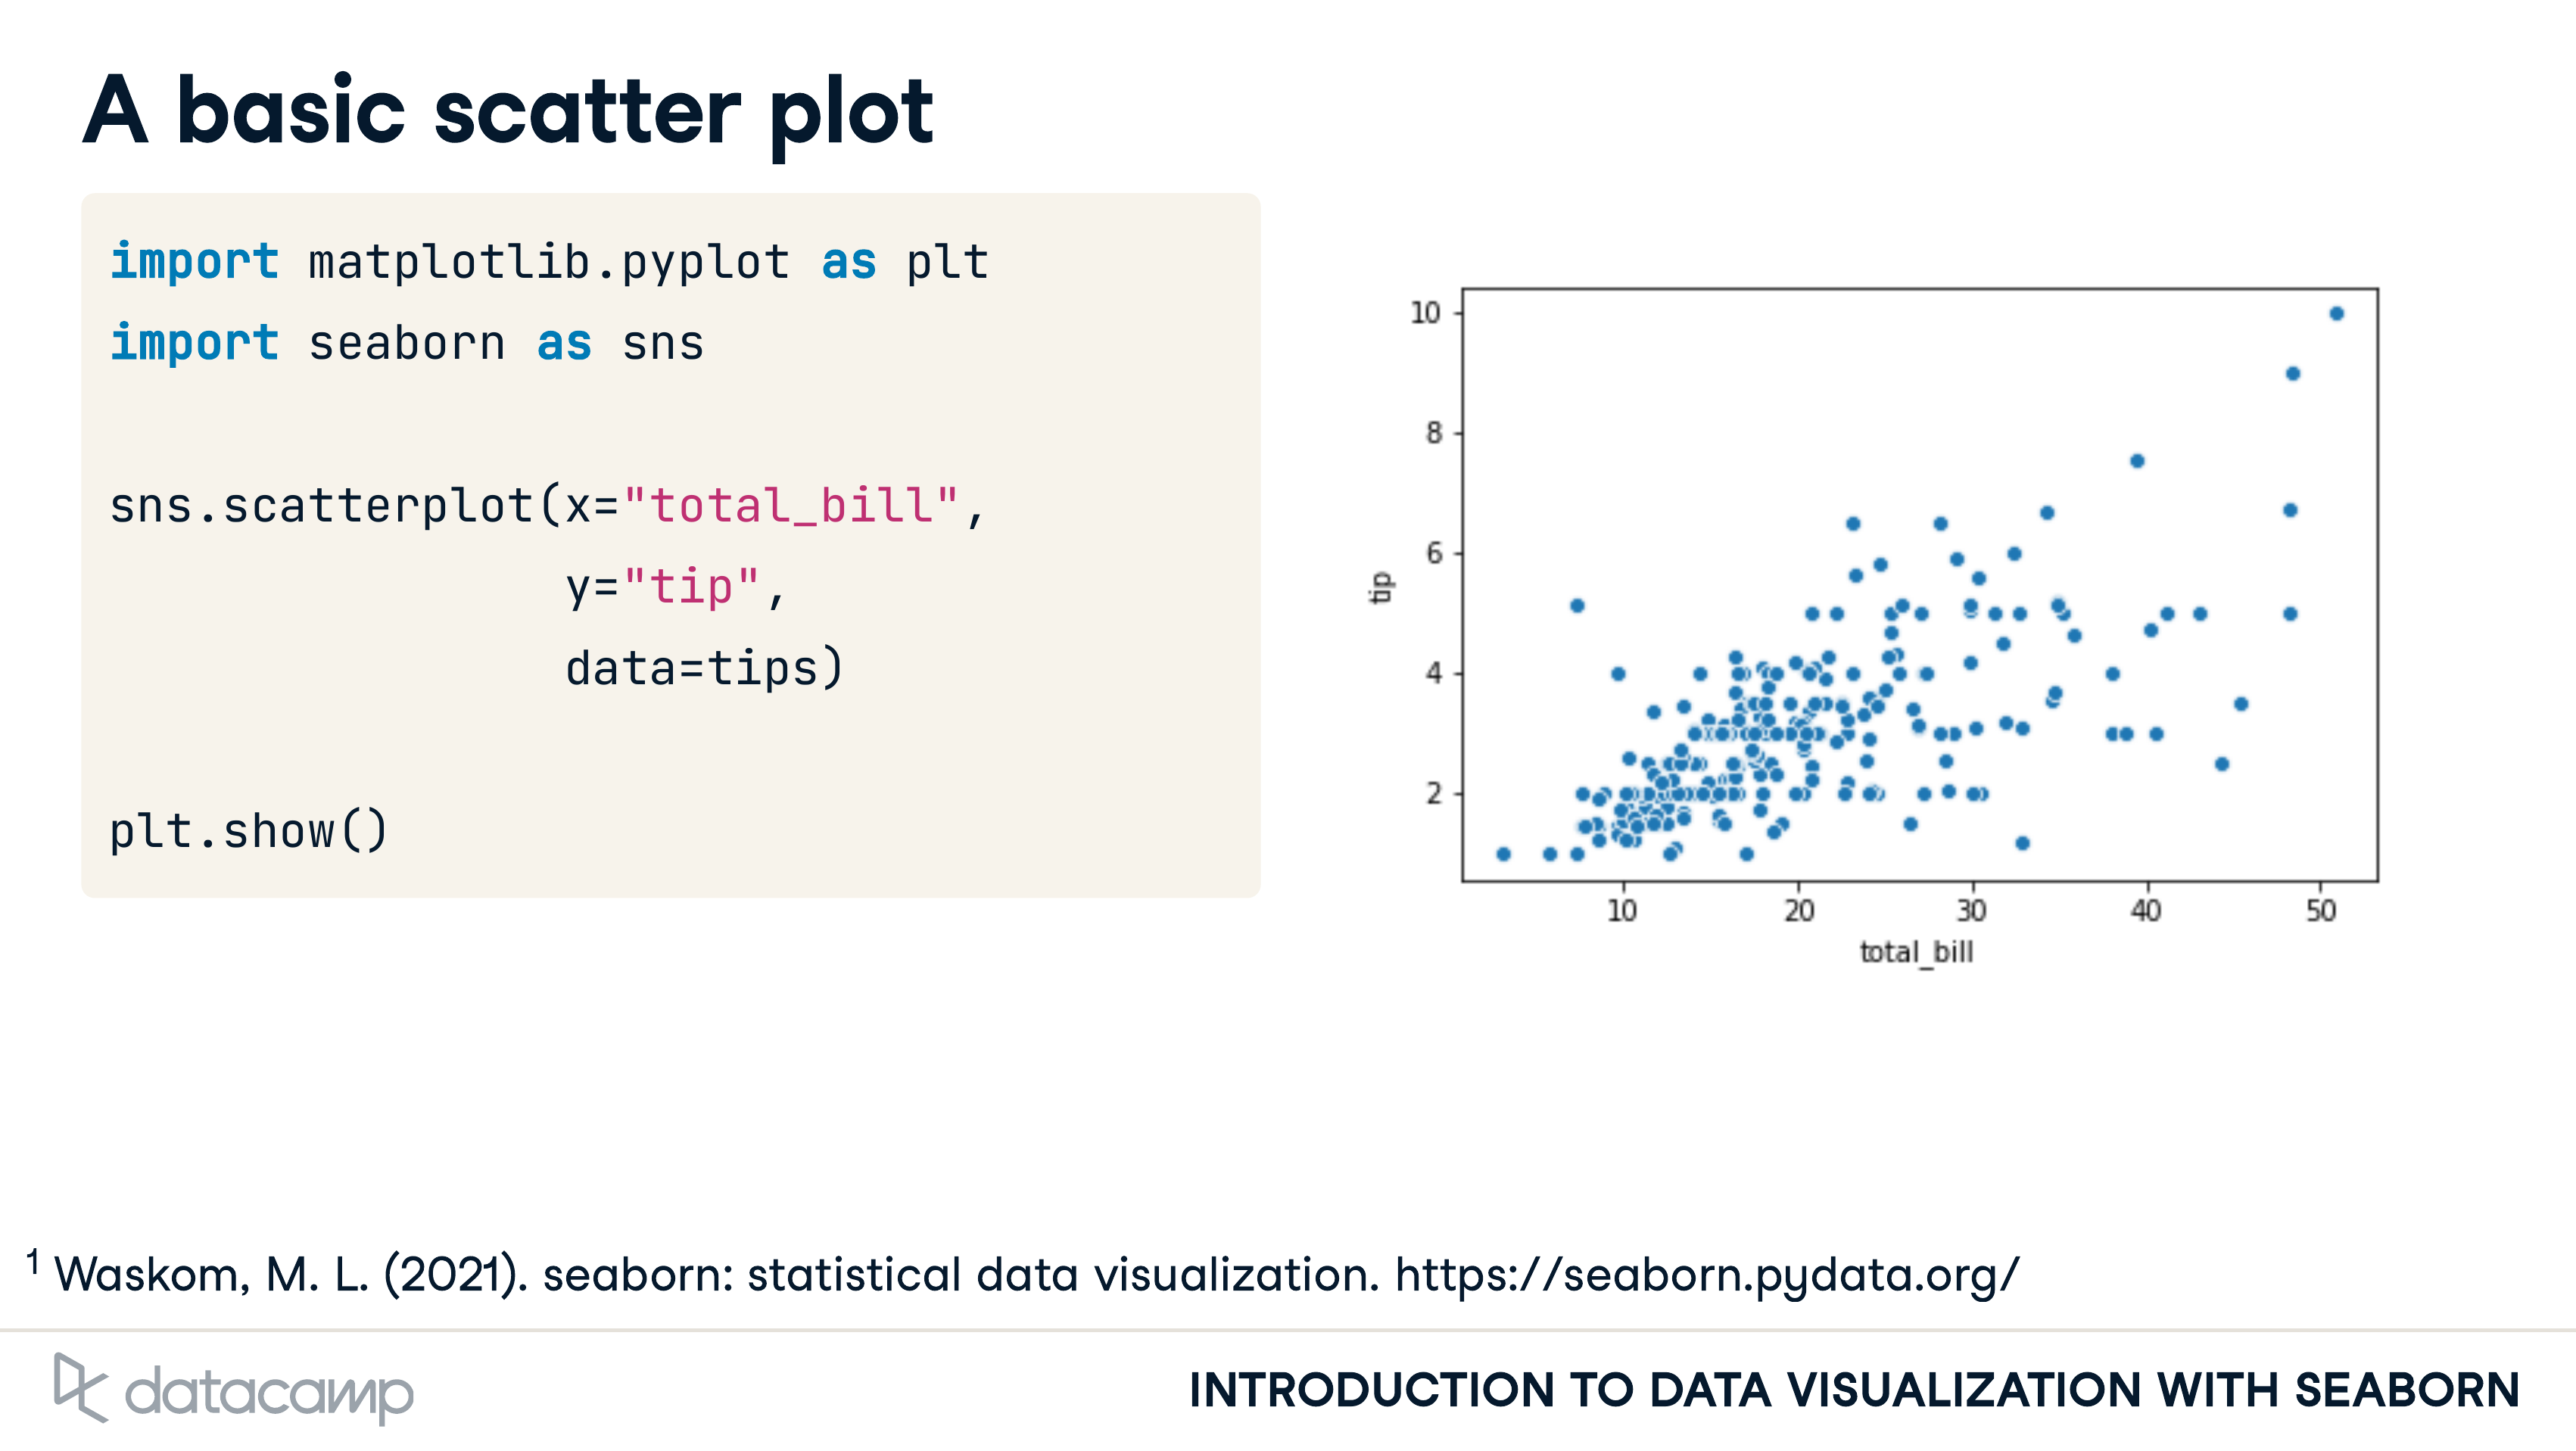 A basic scatter plot
import matplotlib.pyplot as plt
import seaborn as sns
sns.scatterplot(x="total_bill",
y="tip",
data=tips)
plt.show()
10
8
6
4
2
tip
10 20 30 40 50
total_bill
1 Waskom, M. L. (2021). seaborn: statistical data visualization. https://seaborn.pydata.org/
datacamp
INTRODUCTION TO DATA VISUALIZATION WITH SEABORN